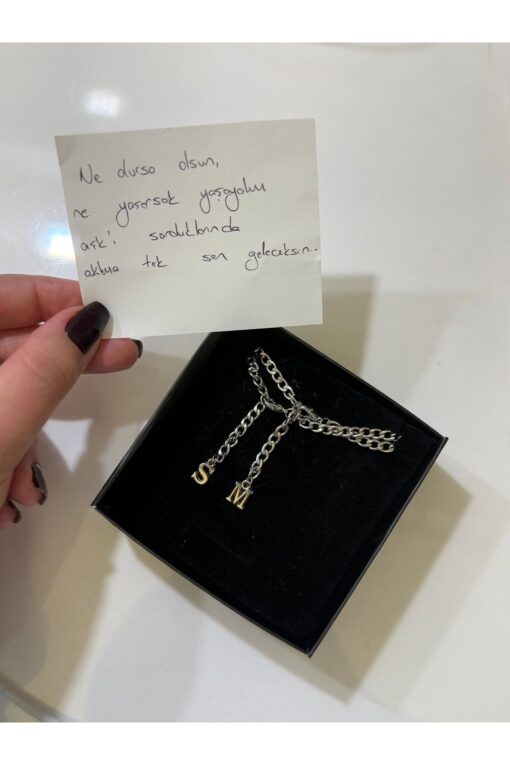 Ne dursa olsun,
ne yaşarsak yaşayalım
aşk'ı sorduklarında
aklıma tek sen geleceksin..
S
M